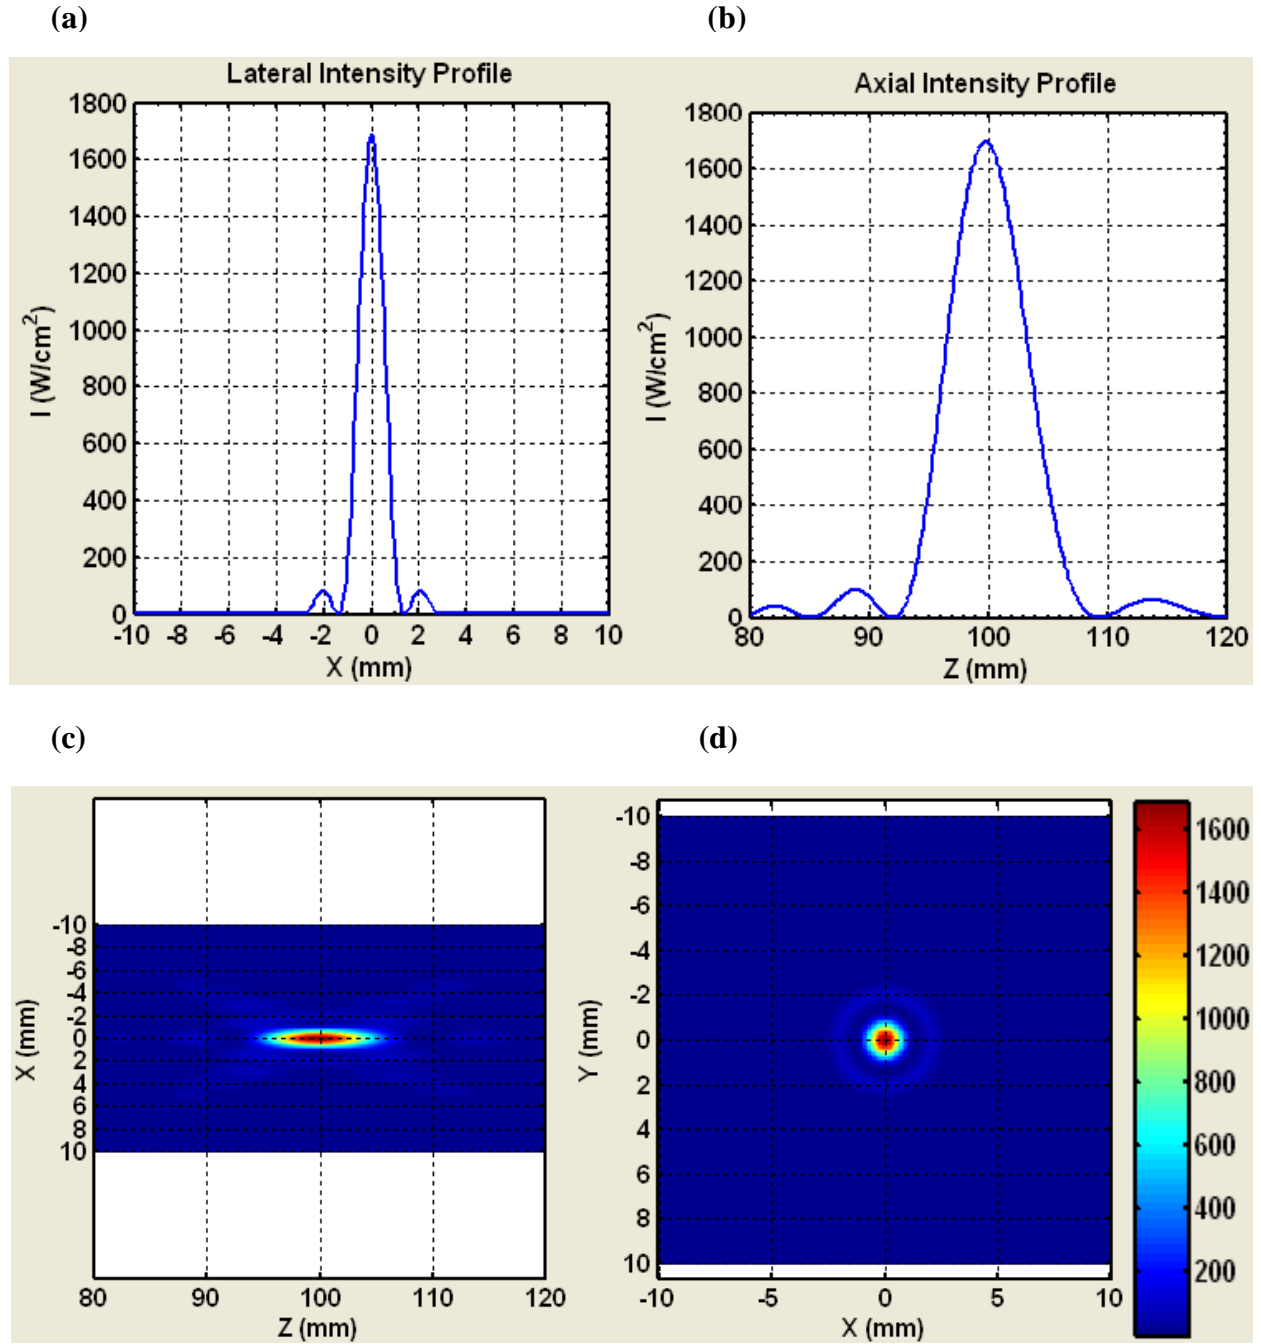 (a)
Lateral Intensity Profile
1800
1600
1400
1200
1000
800
600
400
200
0
I (W/cm²)
-10 -8 -6 -4 -2 0 2 4 6 8 10
X (mm)
(b)
Axial Intensity Profile
1800
1600
1400
1200
1000
800
600
400
200
0
I (W/cm²)
80 90 100 110 120
Z (mm)
(c)
-10
-8
-6
-4
-2
0
2
4
6
8
10
X (mm)
80 90 100 110 120
Z (mm)
(d)
-10
-8
-6
-4
-2
0
2
4
6
8
10
Y (mm)
-10 -5 0 5 10
X (mm)
1600
1400
1200
1000
800
600
400
200